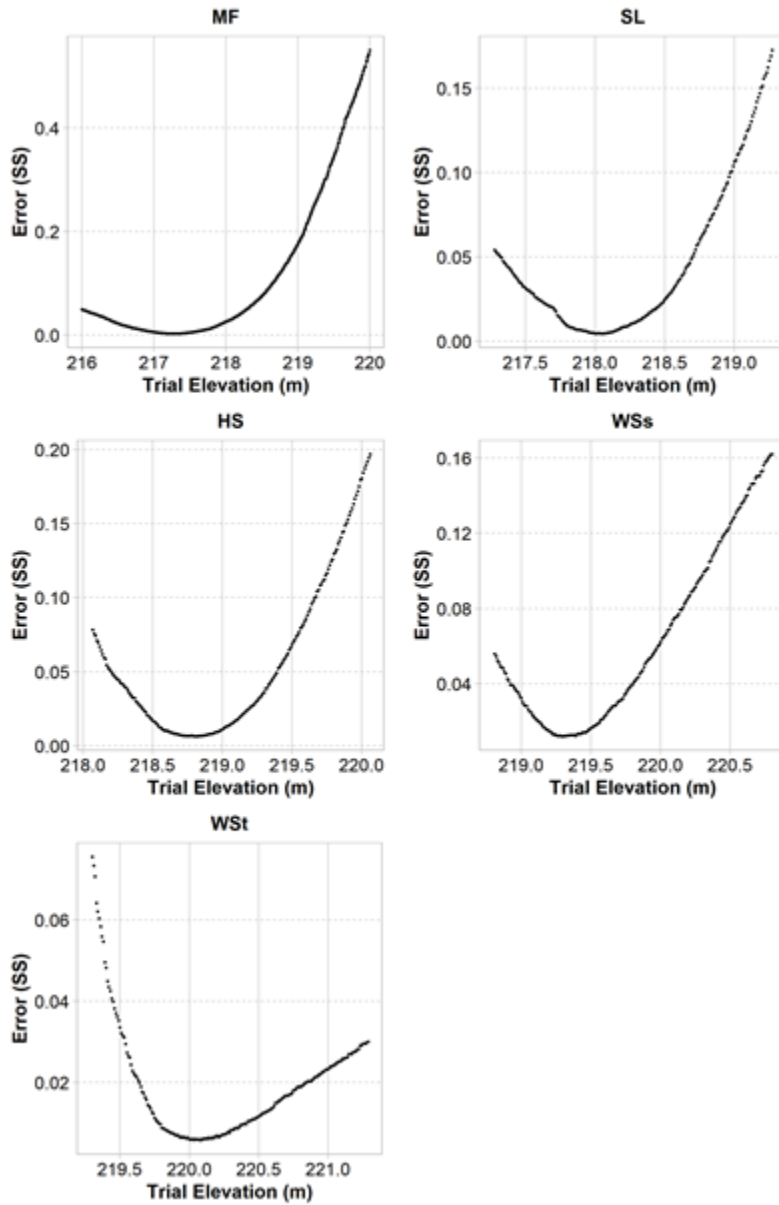 MF
Error (SS)
0.4
0.2
0.0
216 217 218 219 220
Trial Elevation (m)
SL
Error (SS)
0.15
0.10
0.05
0.00
217.5 218.0 218.5 219.0
Trial Elevation (m)
HS
Error (SS)
0.20
0.15
0.10
0.05
0.00
218.0 218.5 219.0 219.5 220.0
Trial Elevation (m)
WSs
Error (SS)
0.16
0.12
0.08
0.04
219.0 219.5 220.0 220.5
Trial Elevation (m)
WSt
Error (SS)
0.06
0.04
0.02
219.5 220.0 220.5 221.0
Trial Elevation (m)